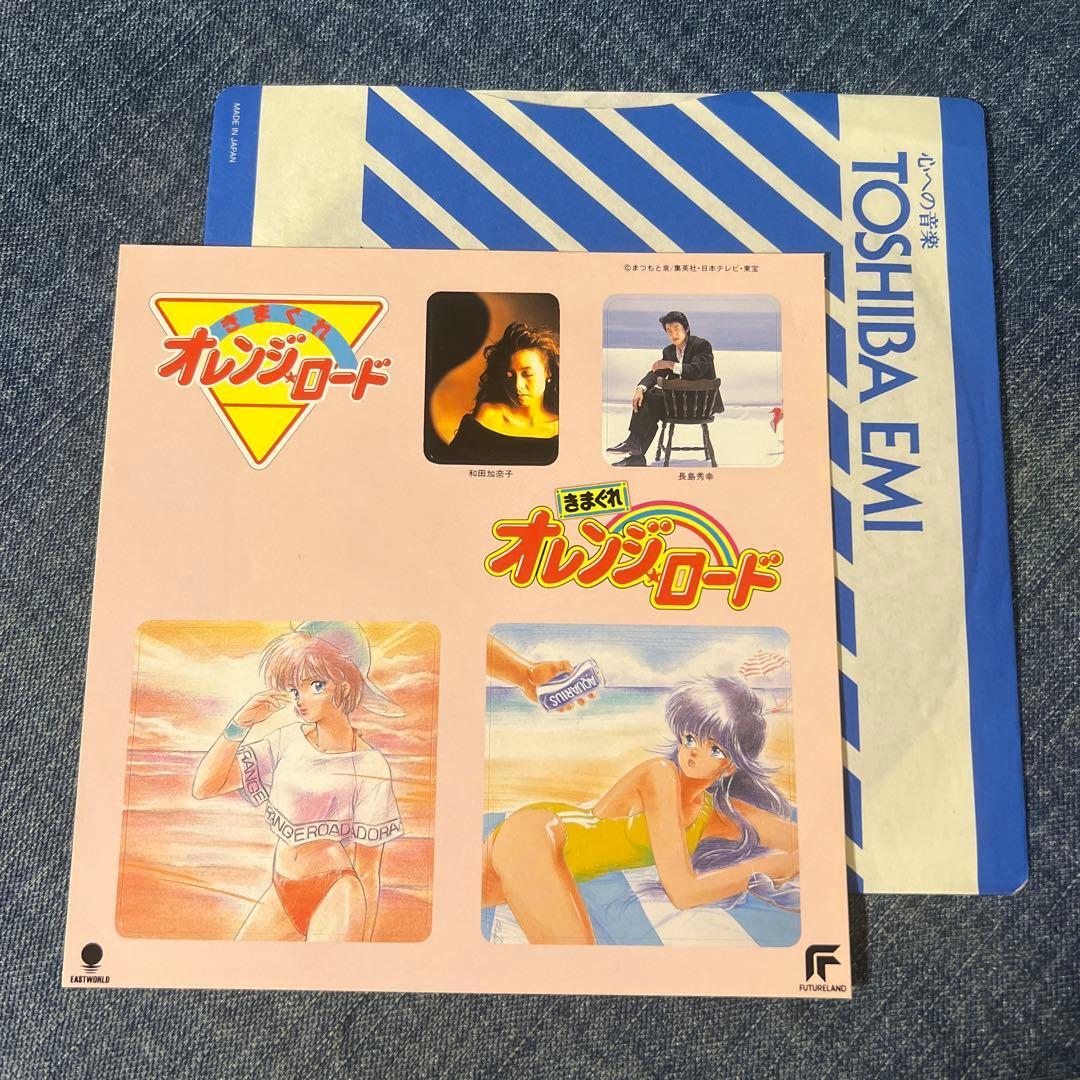 MADE IN JAPAN
心への音楽
TOSHIBA EMI
©まつもと泉/集英社・日本テレビ・東宝
きまぐれ
オレンジ☆ロード
和田加奈子
長島秀幸
きまぐれ
オレンジ☆ロード
RANGE
RANGEROAD
ADORA
AQUARIUS
EASTWORLD
FUTURELAND